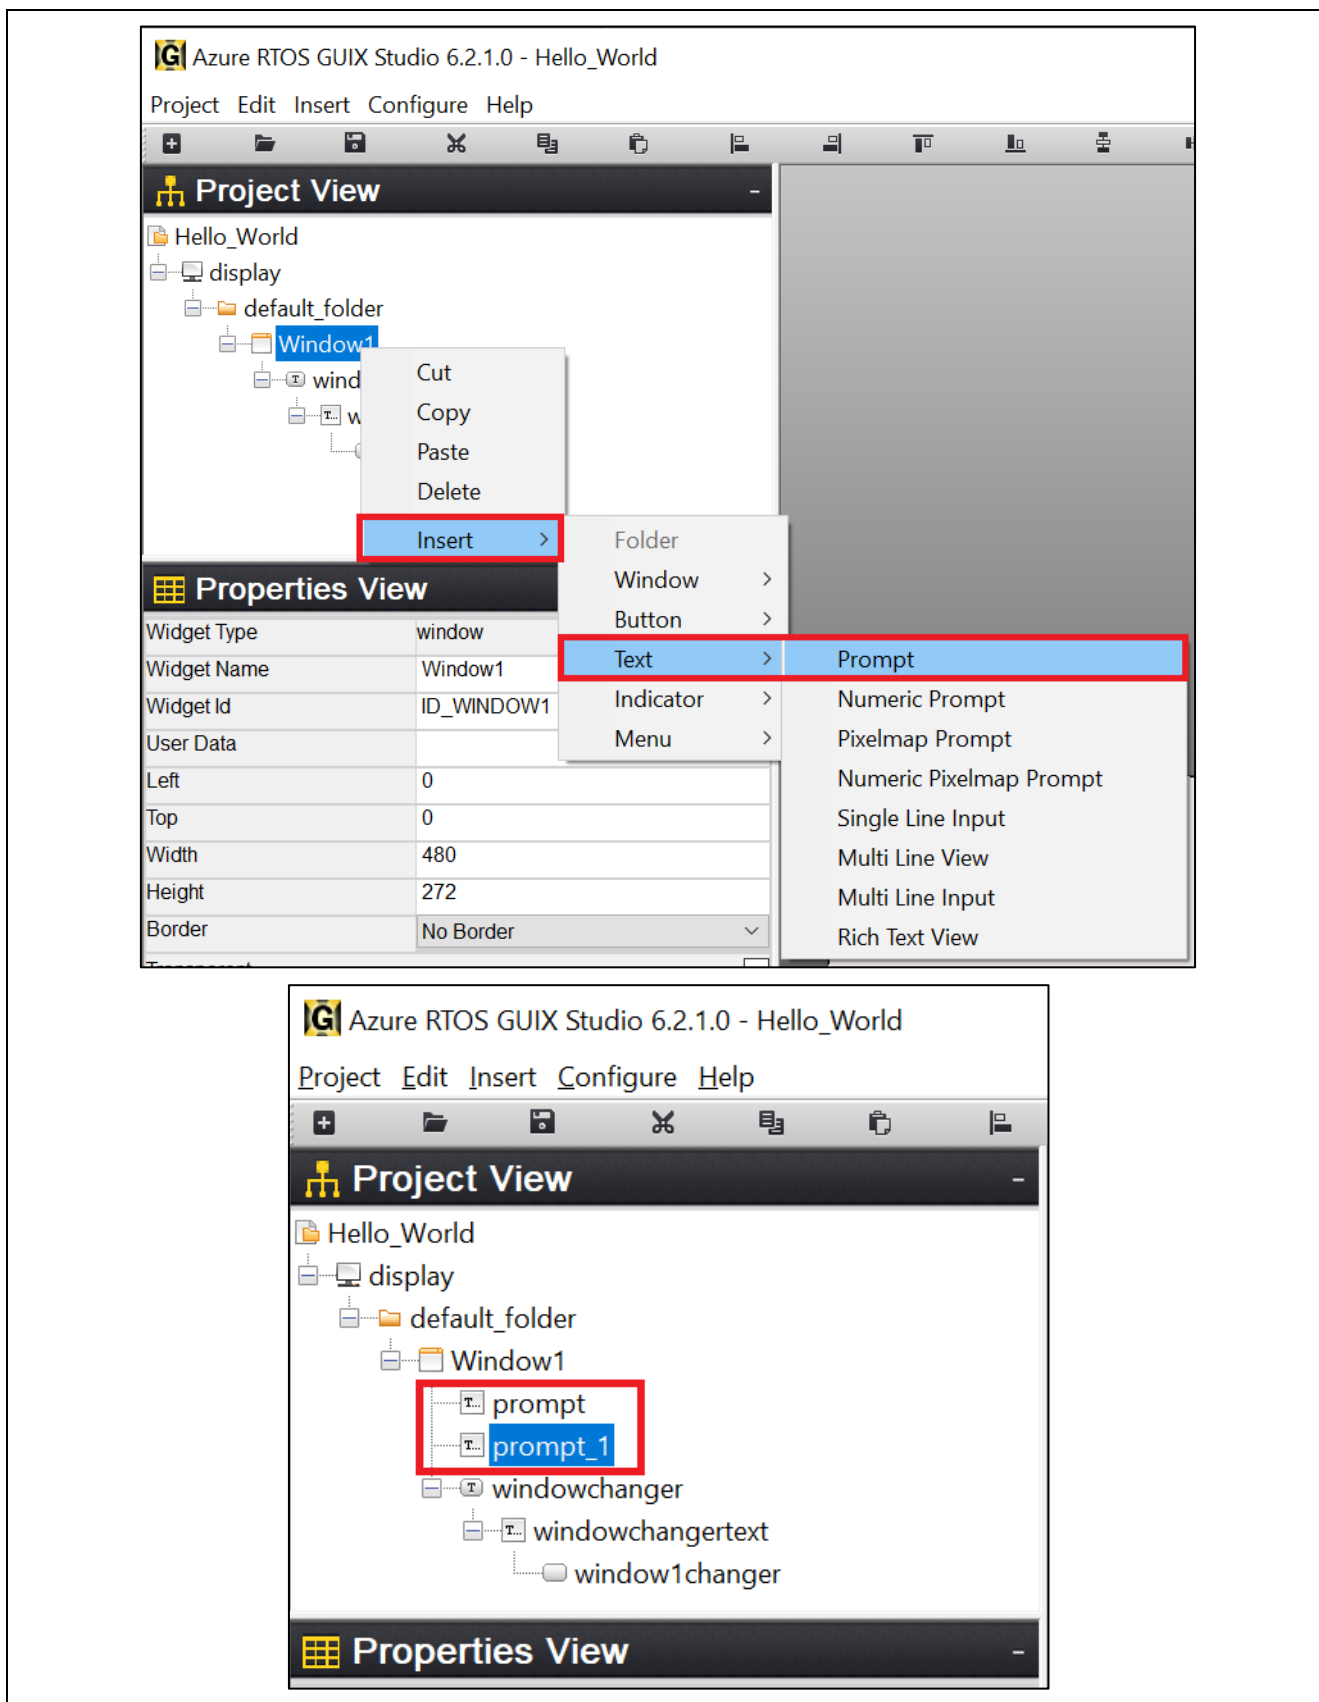 Azure RTOS GUIX Studio 6.2.1.0 - Hello_World
Project Edit Insert Configure Help
Project View -
Hello_World
display
default_folder
Window1
wind
w
Cut
Copy
Paste
Delete
Insert >
Folder
Window >
Button >
Text >
Indicator >
Menu >
Prompt
Numeric Prompt
Pixelmap Prompt
Numeric Pixelmap Prompt
Single Line Input
Multi Line View
Multi Line Input
Rich Text View
Properties View
Widget Type window
Widget Name Window1
Widget Id ID_WINDOW1
User Data
Left 0
Top 0
Width 480
Height 272
Border No Border
Azure RTOS GUIX Studio 6.2.1.0 - Hello_World
Project Edit Insert Configure Help
Project View -
Hello_World
display
default_folder
Window1
prompt
prompt_1
windowchanger
windowchangertext
window1changer
Properties View -